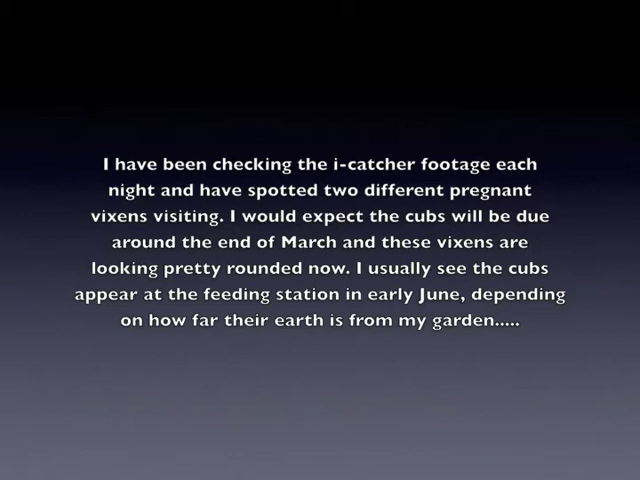 I have been checking the i-catcher footage each
night and have spotted two different pregnant
vixens visiting. I would expect the cubs will be due
around the end of March and these vixens are
looking pretty rounded now. I usually see the cubs
appear at the feeding station in early June, depending
on how far their earth is from my garden.....